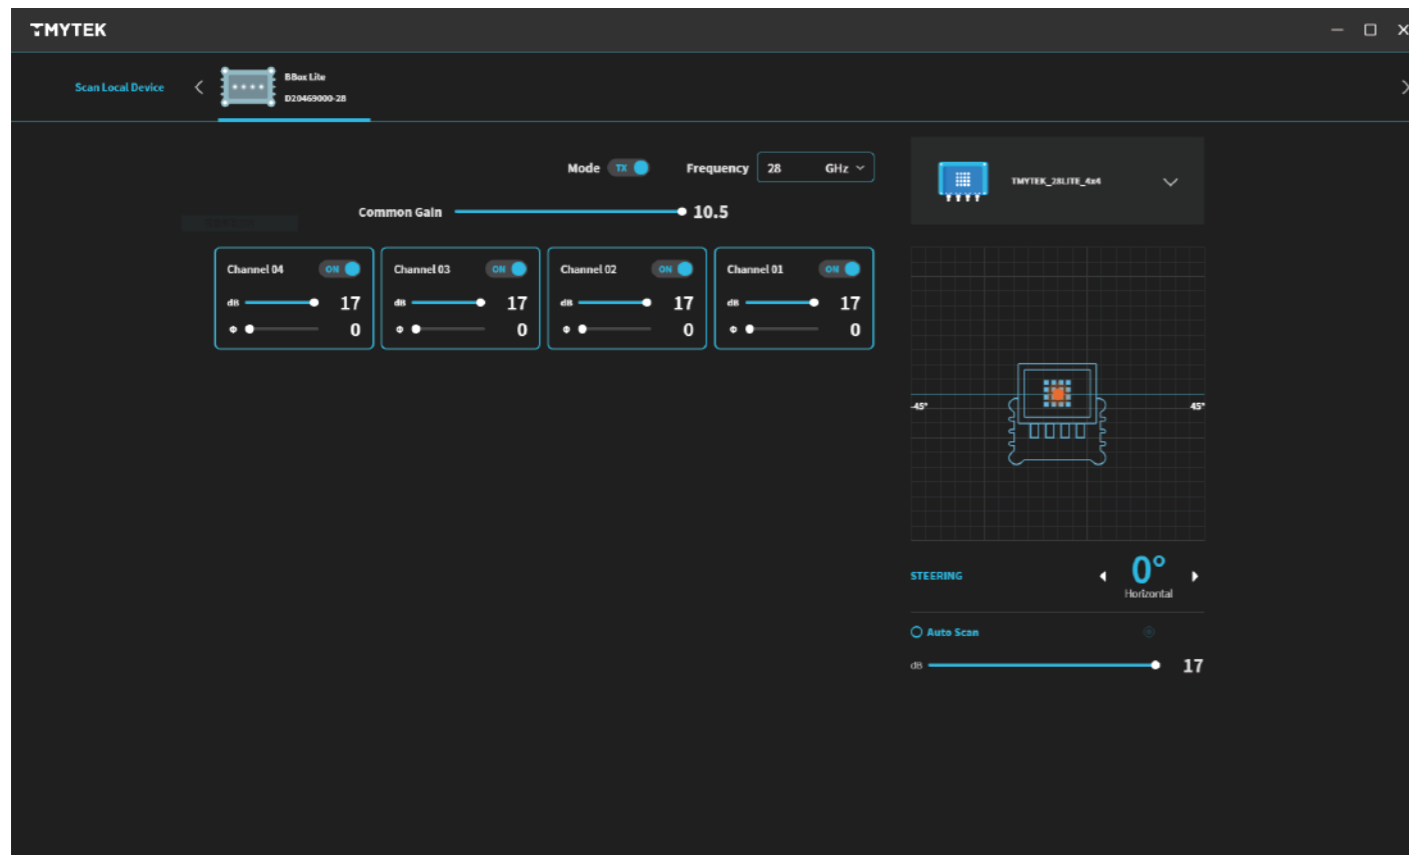 TMYTEK
Scan Local Device
BBox Lite
D20469000-28
Mode TX Frequency 28 GHz
Common Gain 10.5
Channel 04 ON
dB 17
Φ 0
Channel 03 ON
dB 17
Φ 0
Channel 02 ON
dB 17
Φ 0
Channel 01 ON
dB 17
Φ 0
TMYTEK_28LITE_4x4
-45° 45°
STEERING 0°
Horizontal
Auto Scan
dB 17